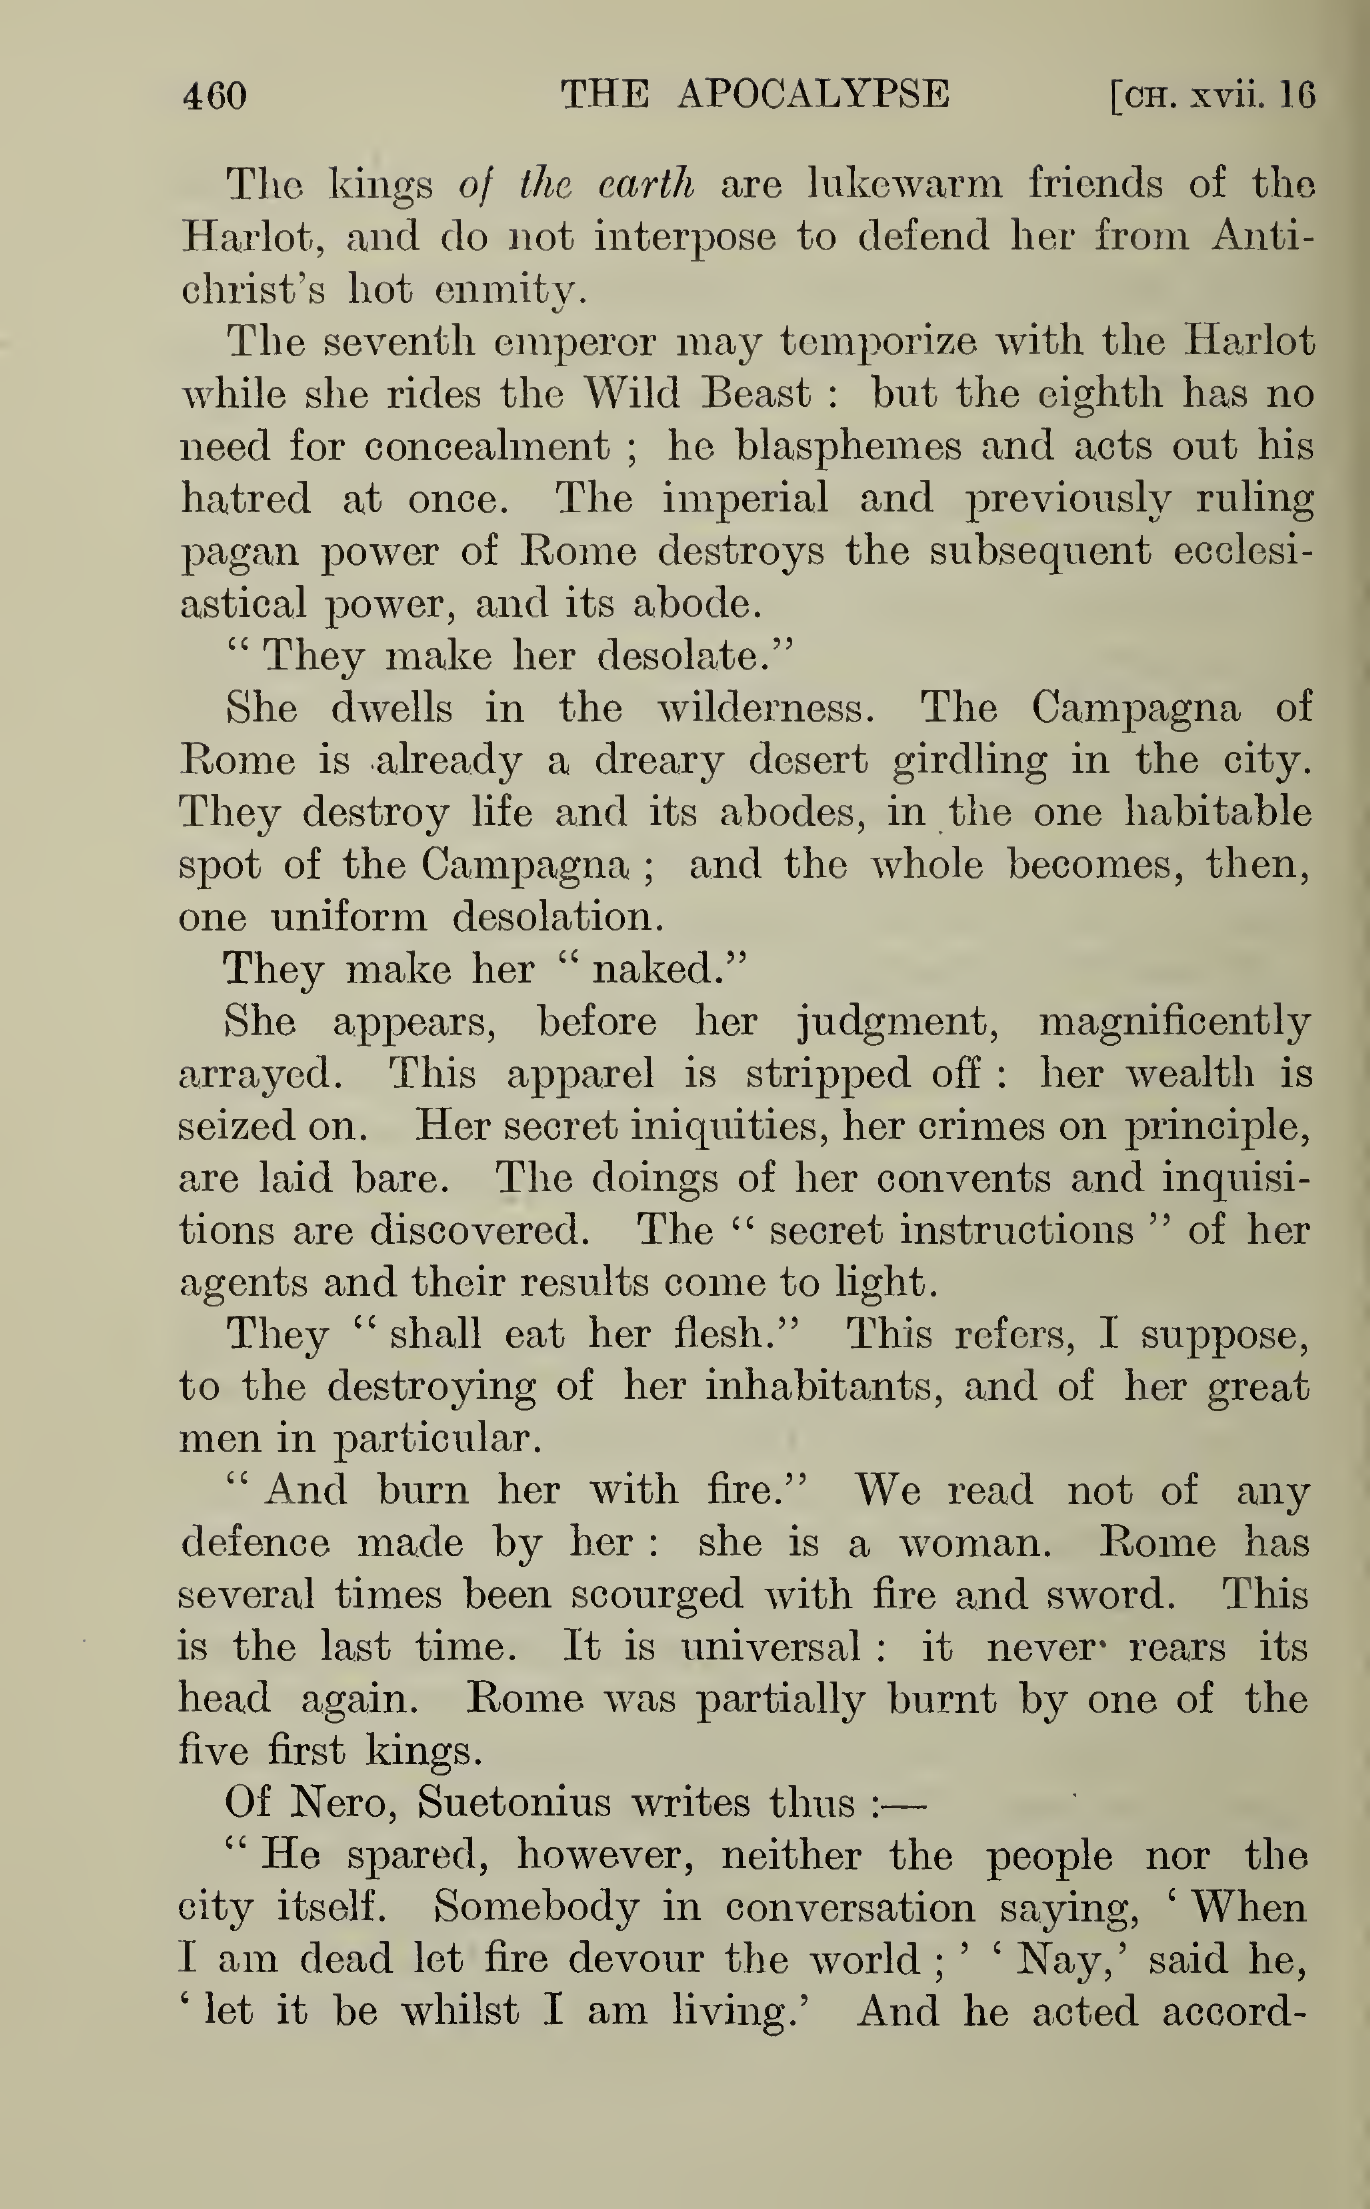 460 THE APOCALYPSE [CH. xvii. 16
The kings of the earth are lukewarm friends of the
Harlot, and do not interpose to defend her from Anti-
christ's hot enmity.
The seventh emperor may temporize with the Harlot
while she rides the Wild Beast : but the eighth has no
need for concealment ; he blasphemes and acts out his
hatred at once. The imperial and previously ruling
pagan power of Rome destroys the subsequent ecclesi-
astical power, and its abode.
“ They make her desolate.”
She dwells in the wilderness. The Campagna of
Rome is already a dreary desert girdling in the city.
They destroy life and its abodes, in the one habitable
spot of the Campagna ; and the whole becomes, then,
one uniform desolation.
They make her “ naked.”
She appears, before her judgment, magnificently
arrayed. This apparel is stripped off : her wealth is
seized on. Her secret iniquities, her crimes on principle,
are laid bare. The doings of her convents and inquisi-
tions are discovered. The “ secret instructions ” of her
agents and their results come to light.
They “ shall eat her flesh.” This refers, I suppose,
to the destroying of her inhabitants, and of her great
men in particular.
“ And burn her with fire.” We read not of any
defence made by her : she is a woman. Rome has
several times been scourged with fire and sword. This
is the last time. It is universal : it never rears its
head again. Rome was partially burnt by one of the
five first kings.
Of Nero, Suetonius writes thus :—
“ He spared, however, neither the people nor the
city itself. Somebody in conversation saying, ‘ When
I am dead let fire devour the world ; ’ ‘ Nay,’ said he,
‘ let it be whilst I am living.’ And he acted accord-